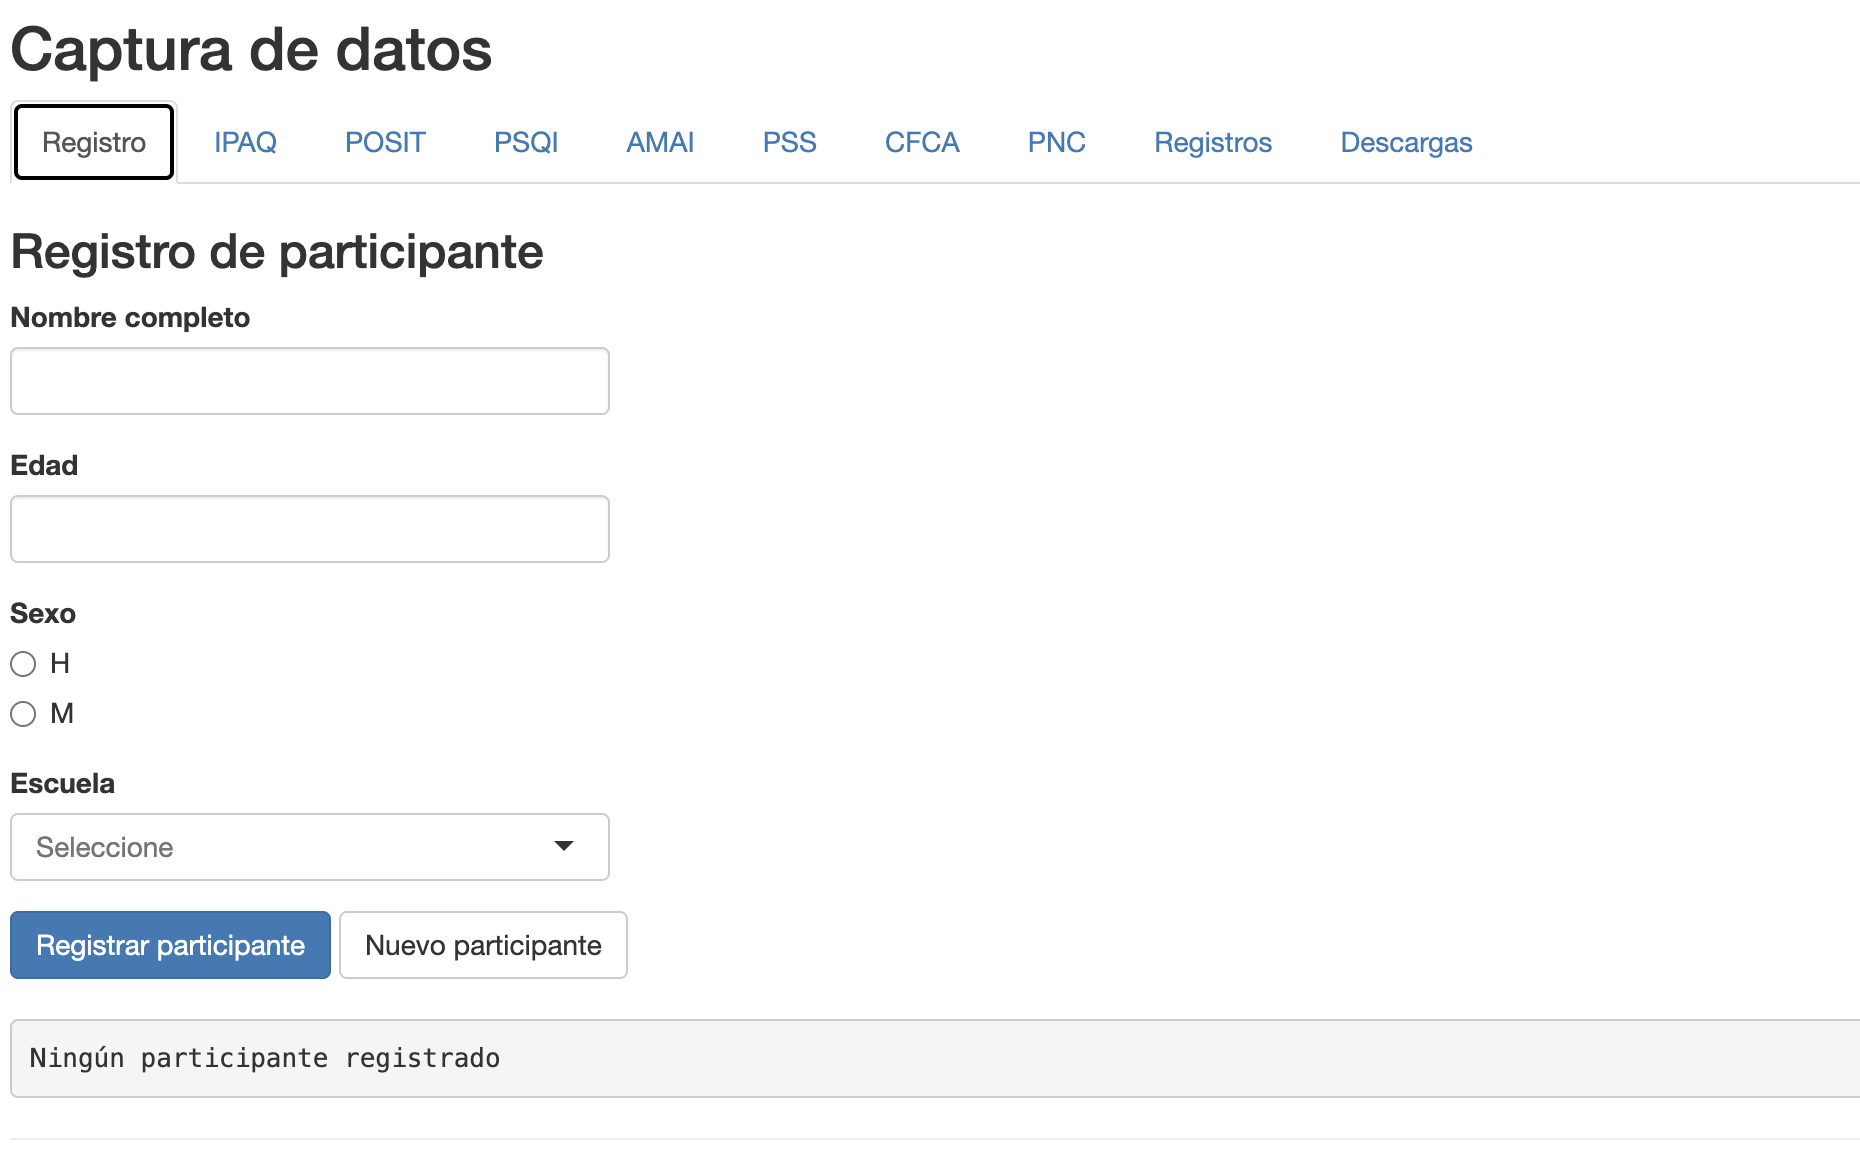 Captura de datos
Registro IPAQ POSIT PSQI AMAI PSS CFCA PNC Registros Descargas
Registro de participante
Nombre completo
Edad
Sexo
H
M
Escuela
Seleccione
Registrar participante Nuevo participante
Ningún participante registrado